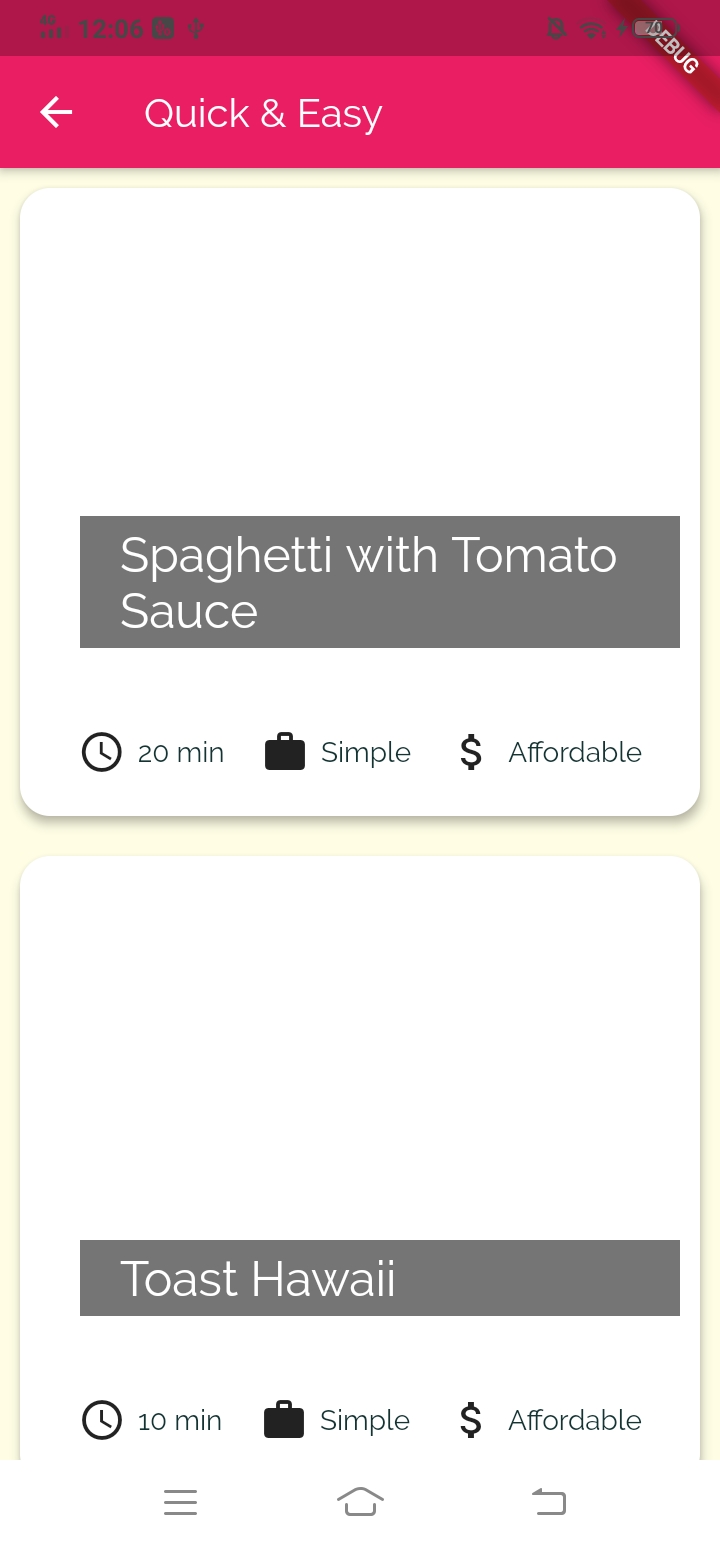 12:06
DEBUG
Quick & Easy
Spaghetti with Tomato
Sauce
20 min Simple $ Affordable
Toast Hawaii
10 min Simple $ Affordable